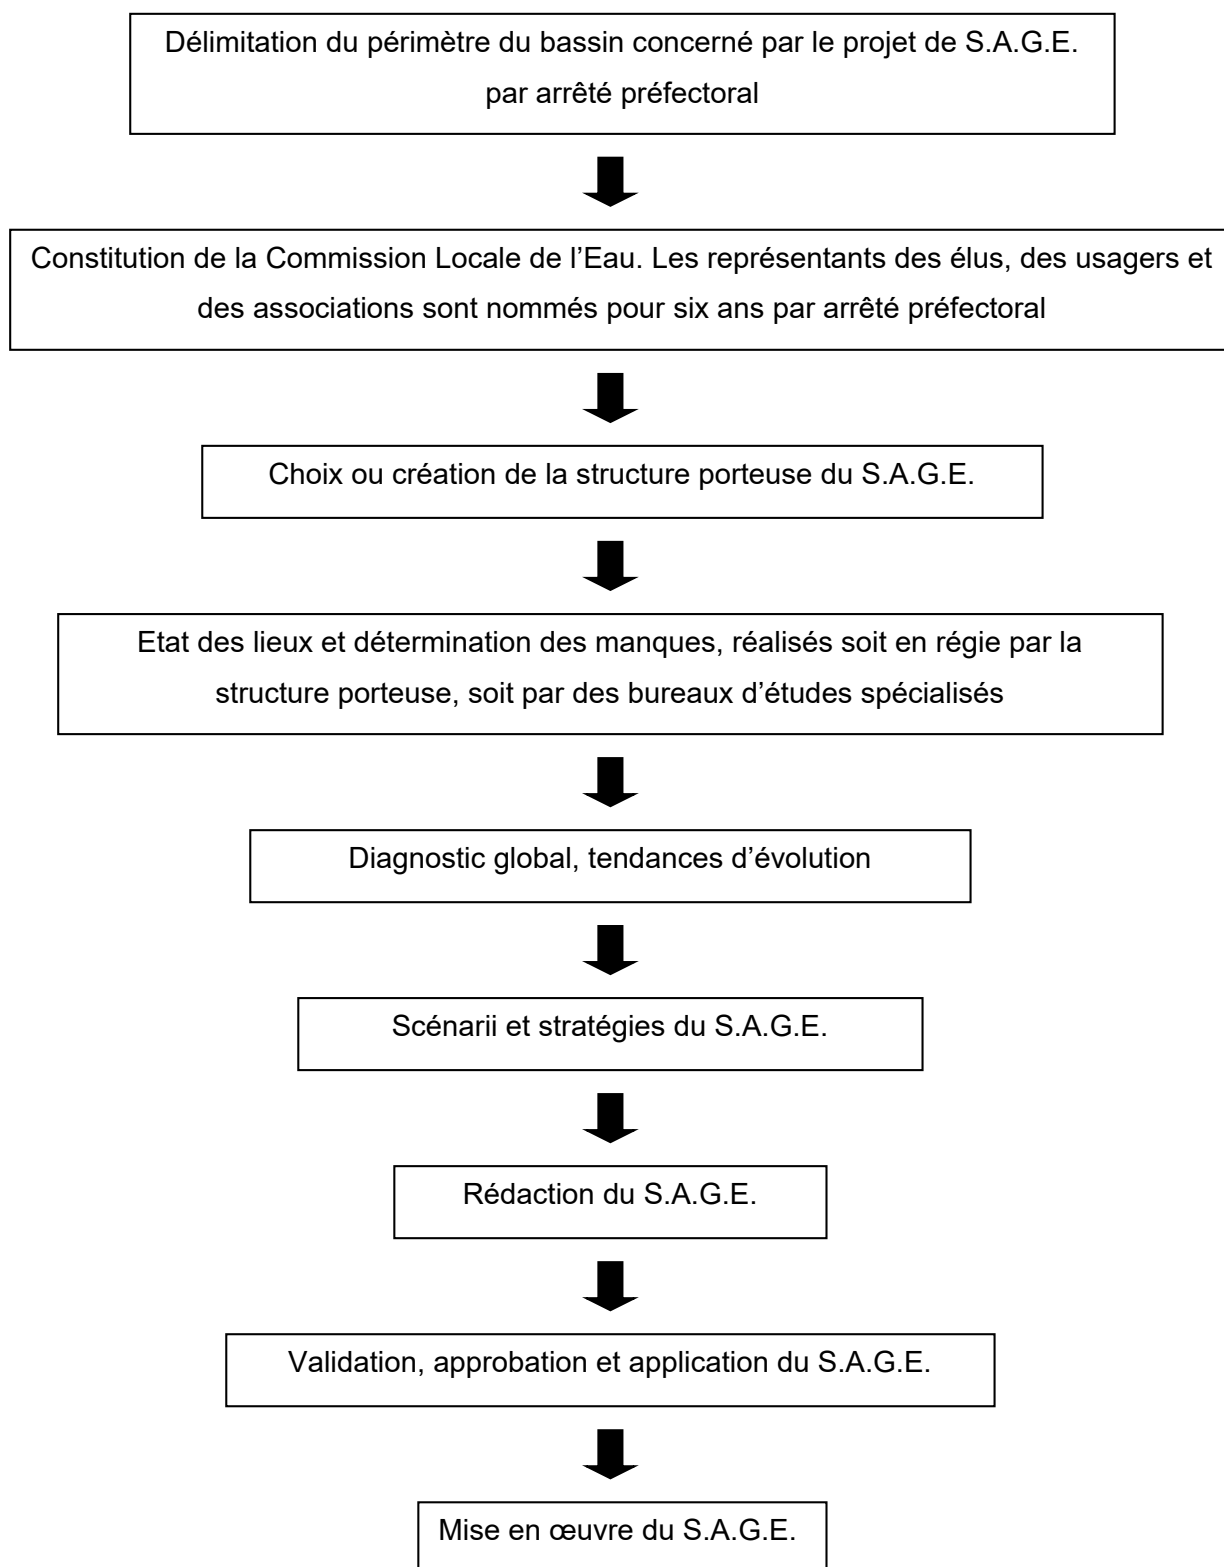 Délimitation du périmètre du bassin concerné par le projet de S.A.G.E.
par arrêté préfectoral
Constitution de la Commission Locale de l’Eau. Les représentants des élus, des usagers et
des associations sont nommés pour six ans par arrêté préfectoral
Choix ou création de la structure porteuse du S.A.G.E.
Etat des lieux et détermination des manques, réalisés soit en régie par la
structure porteuse, soit par des bureaux d’études spécialisés
Diagnostic global, tendances d’évolution
Scénarii et stratégies du S.A.G.E.
Rédaction du S.A.G.E.
Validation, approbation et application du S.A.G.E.
Mise en œuvre du S.A.G.E.